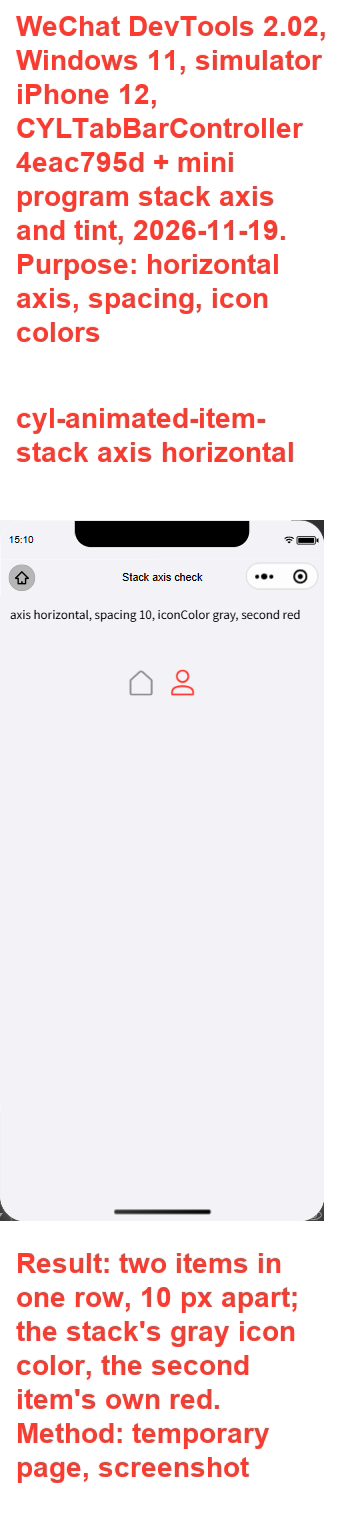 WeChat DevTools 2.02,
Windows 11, simulator
iPhone 12,
CYLTabBarController
4eac795d + mini
program stack axis
and tint, 2026-11-19.
Purpose: horizontal
axis, spacing, icon
colors
cyl-animated-item-
stack axis horizontal
15:10
Stack axis check
axis horizontal, spacing 10, iconColor gray, second red
Result: two items in
one row, 10 px apart;
the stack's gray icon
color, the second
item's own red.
Method: temporary
page, screenshot